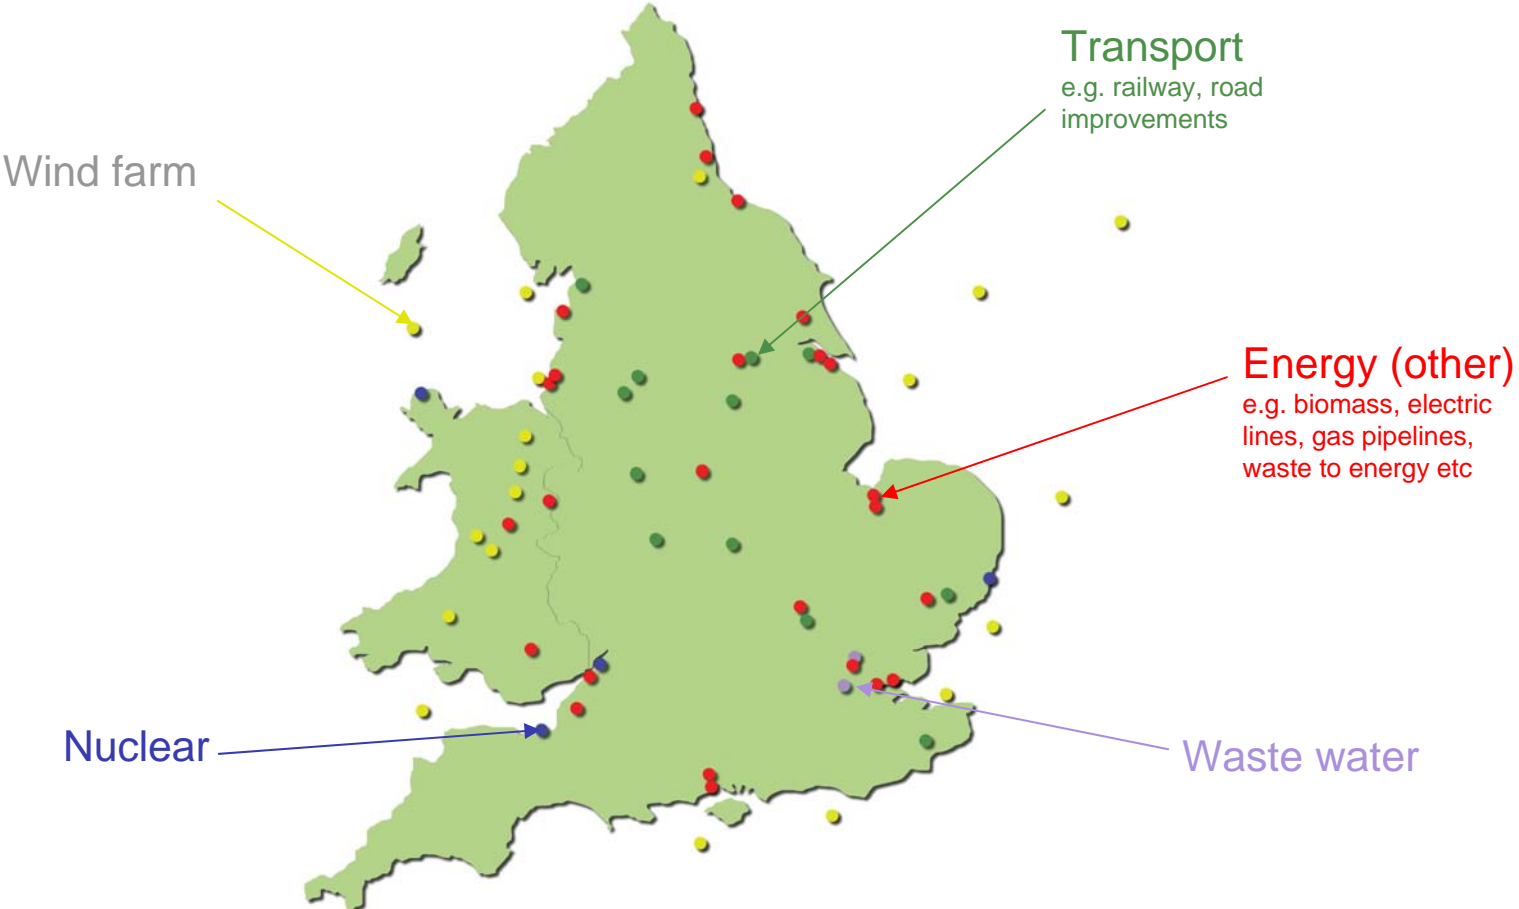 Transport
e.g. railway, road
improvements
Wind farm
Energy (other)
e.g. biomass, electric
lines, gas pipelines,
waste to energy etc
Nuclear
Waste water